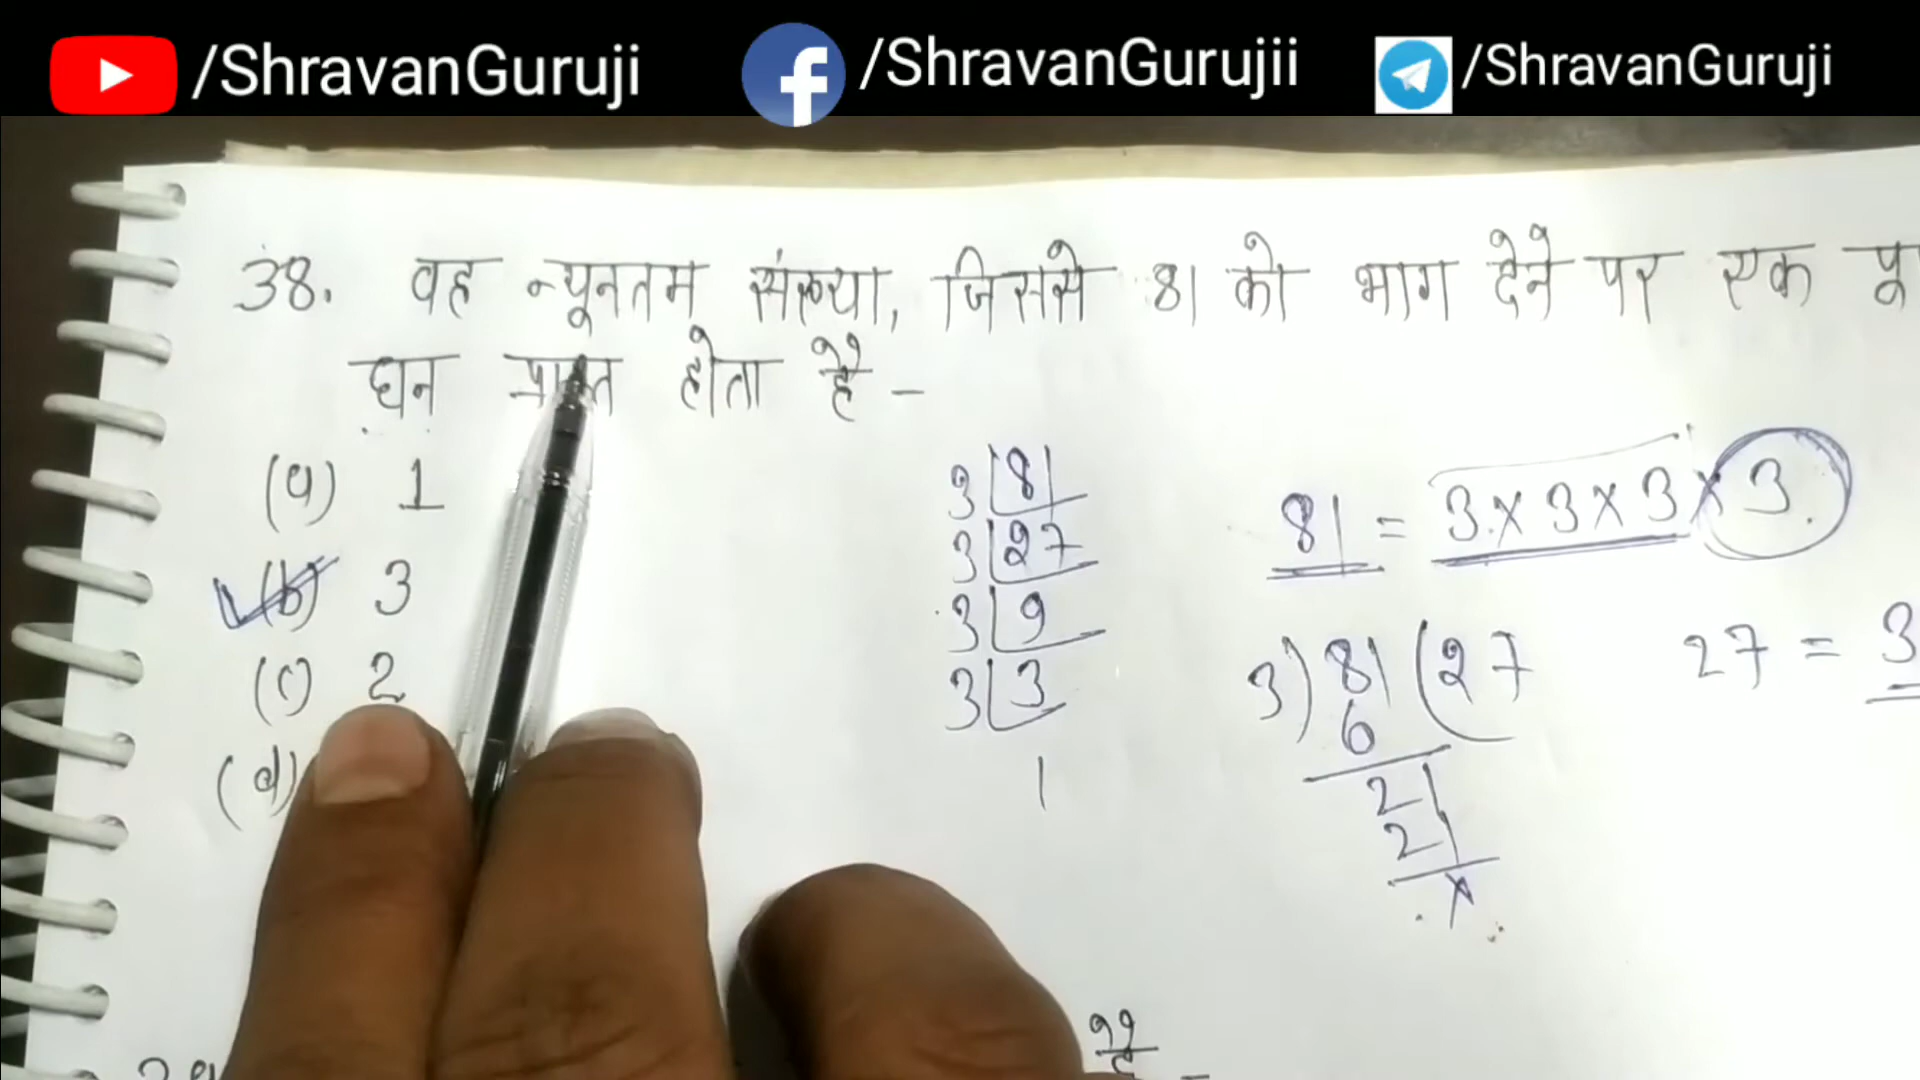 /ShravanGuruji /ShravanGurujii /ShravanGuruji
38. वह न्यूनतम संख्या, जिससे 81 को भाग देने पर एक
घन प्राप्त होता है -
(a) 1
(b) 3
(c) 2
(d)
3 81
3 27
3 9
3 3
1
81 = 3 × 3 × 3 × 3
3) 81 (27
6
21
21
×
27 = 3